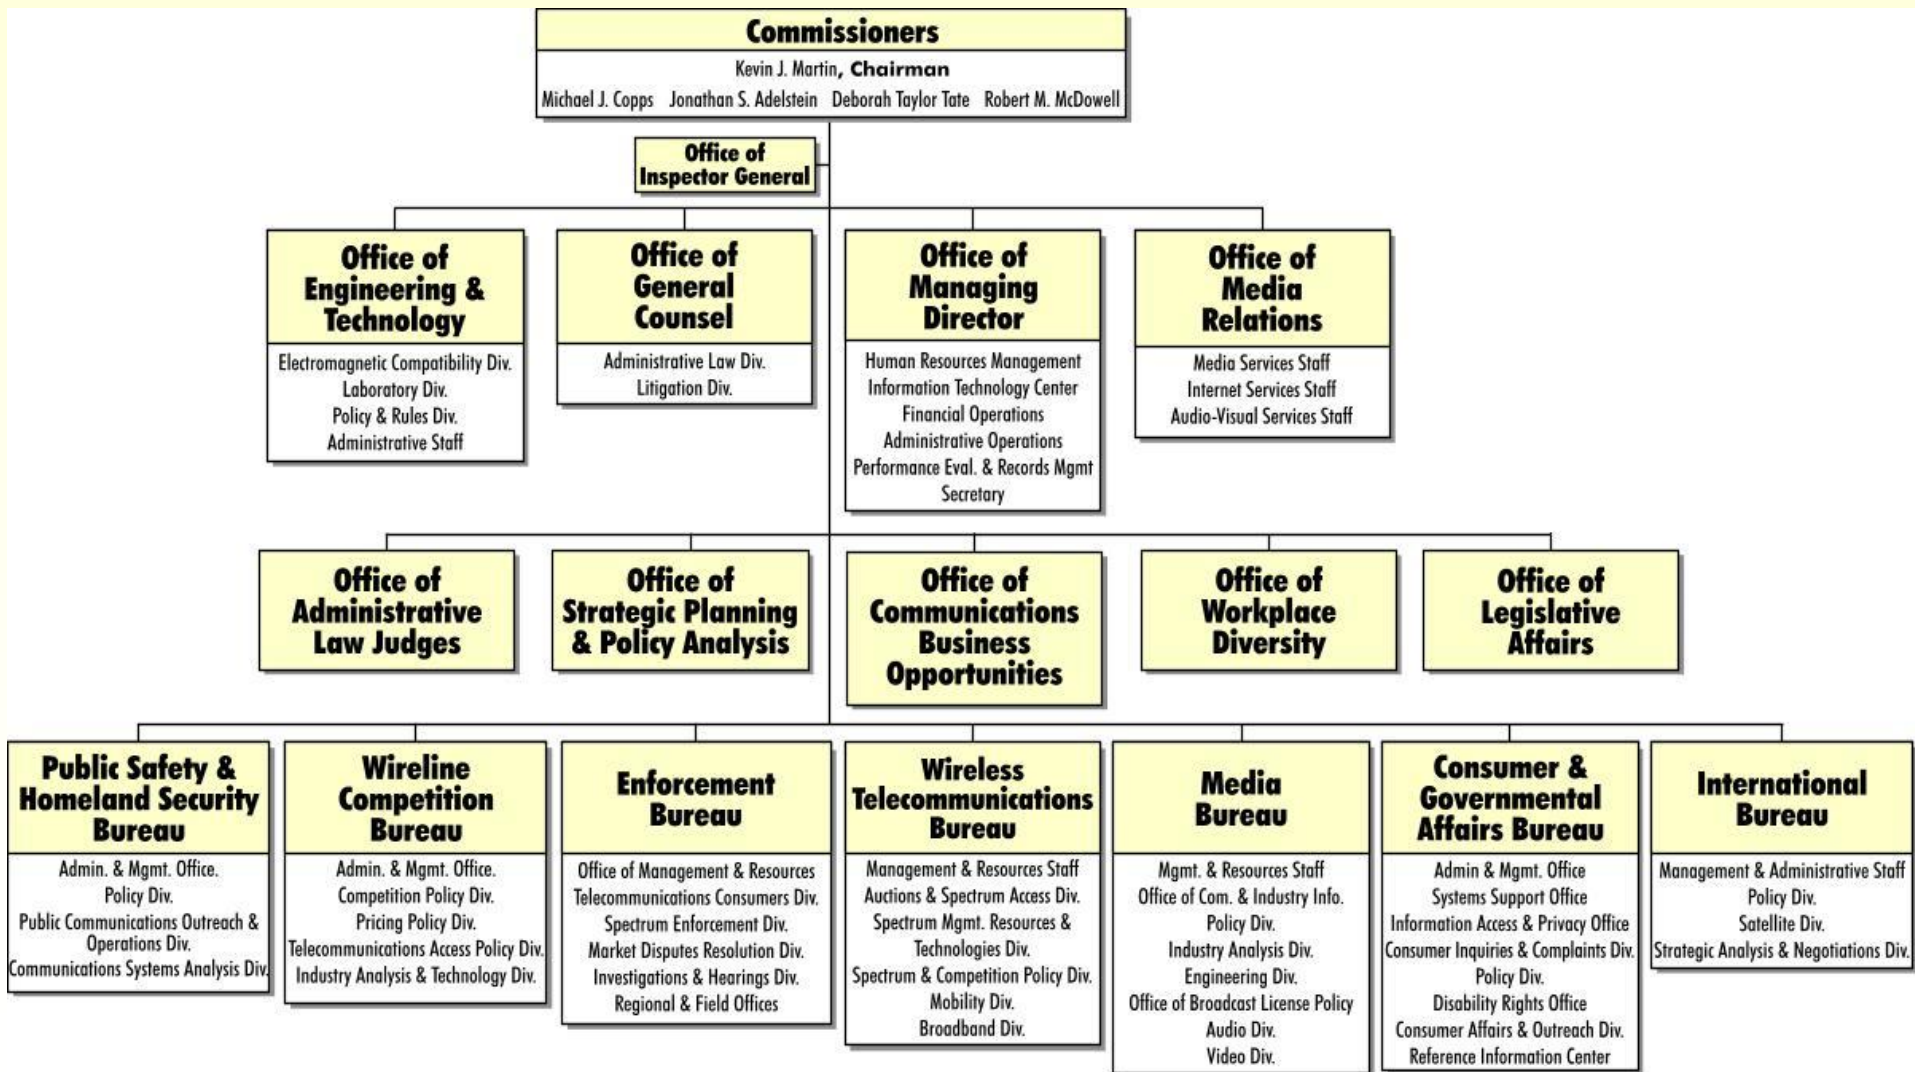 Commissioners
Kevin J. Martin, Chairman
Michael J. Copps Jonathan S. Adelstein Deborah Taylor Tate Robert M. McDowell
Office of
Inspector General
Office of
Engineering &
Technology
Electromagnetic Compatibility Div.
Laboratory Div.
Policy & Rules Div.
Administrative Staff
Office of
General
Counsel
Administrative Law Div.
Litigation Div.
Office of
Managing
Director
Human Resources Management
Information Technology Center
Financial Operations
Administrative Operations
Performance Eval. & Records Mgmt
Secretary
Office of
Media
Relations
Media Services Staff
Internet Services Staff
Audio-Visual Services Staff
Office of
Administrative
Law Judges
Office of
Strategic Planning
& Policy Analysis
Office of
Communications
Business
Opportunities
Office of
Workplace
Diversity
Office of
Legislative
Affairs
Public Safety &
Homeland Security
Bureau
Admin. & Mgmt. Office.
Policy Div.
Public Communications Outreach &
Operations Div.
Communications Systems Analysis Div.
Wireline
Competition
Bureau
Admin. & Mgmt. Office.
Competition Policy Div.
Pricing Policy Div.
Telecommunications Access Policy Div.
Industry Analysis & Technology Div.
Enforcement
Bureau
Office of Management & Resources
Telecommunications Consumers Div.
Spectrum Enforcement Div.
Market Disputes Resolution Div.
Investigations & Hearings Div.
Regional & Field Offices
Wireless
Telecommunications
Bureau
Management & Resources Staff
Auctions & Spectrum Access Div.
Spectrum Mgmt. Resources &
Technologies Div.
Spectrum & Competition Policy Div.
Mobility Div.
Broadband Div.
Media
Bureau
Mgmt. & Resources Staff
Office of Com. & Industry Info.
Policy Div.
Industry Analysis Div.
Engineering Div.
Office of Broadcast License Policy
Audio Div.
Video Div.
Consumer &
Governmental
Affairs Bureau
Admin & Mgmt. Office
Systems Support Office
Information Access & Privacy Office
Consumer Inquiries & Complaints Div.
Policy Div.
Disability Rights Office
Consumer Affairs & Outreach Div.
Reference Information Center
International
Bureau
Management & Administrative Staff
Policy Div.
Satellite Div.
Strategic Analysis & Negotiations Div.